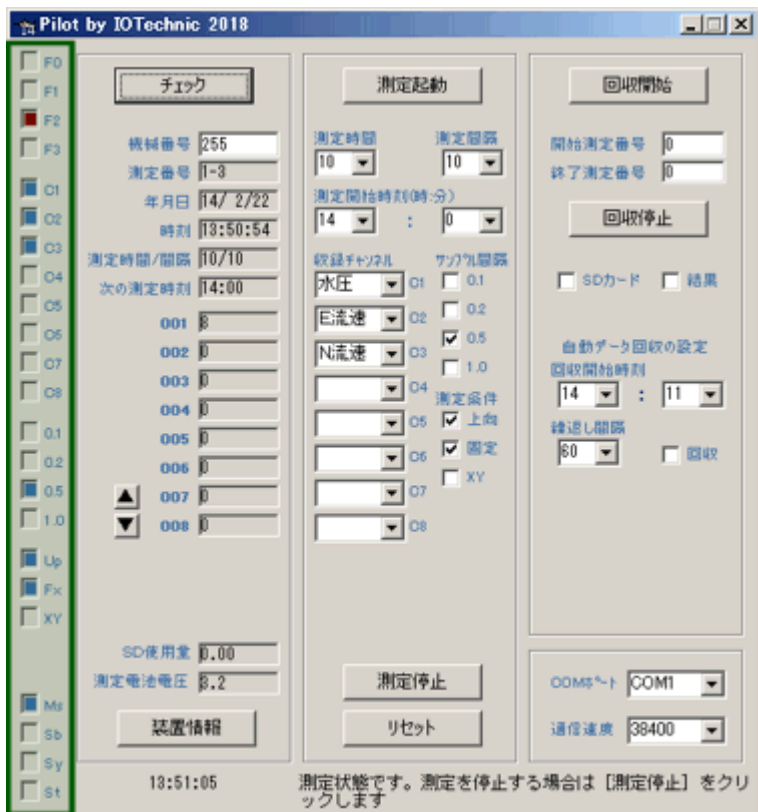 Pilot by IOTechnic 2018
F0
F1
F2
F3
C1
C2
C3
C4
C5
C6
C7
C8
0.1
0.2
0.5
1.0
Up
Fx
XY
Ms
Sb
Sy
St
チェック
機械番号 255
測定番号 1-3
年月日 14/ 2/22
時刻 13:50:54
測定時間/間隔 10/10
次の測定時刻 14:00
001 8
002 0
003 0
004 0
005 0
006 0
▲ 007 0
▼ 008 0
SD使用量 0.00
測定電池電圧 3.2
装置情報
13:51:05
測定起動
測定時間 測定間隔
10 10
測定開始時刻(時:分)
14 : 0
収録チャンネル サンプル間隔
水圧 C1 0.1
E流速 C2 0.2
N流速 C3 0.5
1.0
C4 測定条件
C5 上向
C6 固定
C7 XY
C8
測定停止
リセット
回収開始
開始測定番号 0
終了測定番号 0
回収停止
SDカード 結果
自動データ回収の設定
回収開始時刻
14 : 11
繰返し間隔
60 回収
COMポート COM1
通信速度 38400
測定状態です。測定を停止する場合は [測定停止] をクリ
ックします